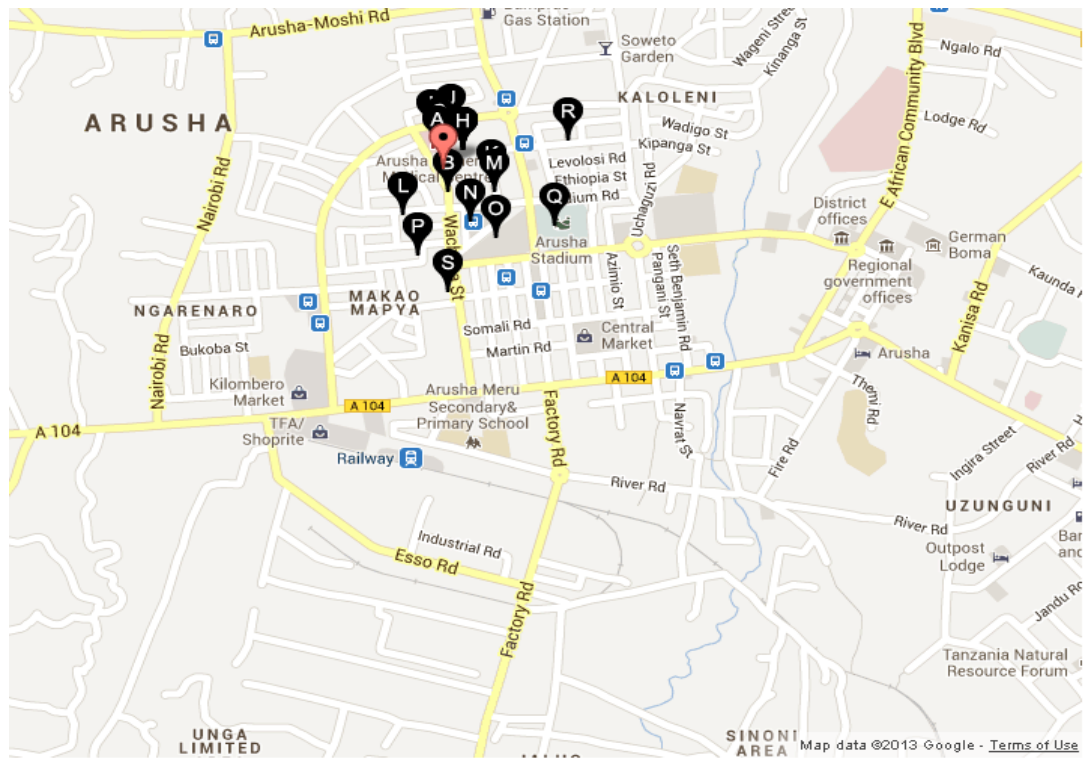 Arusha-Moshi Rd
Gas Station
Soweto
Garden
Wageni Street
Kinanga St
Ngalo Rd
E African Community Blvd
ARUSHA
J
A
H
R
KALOLENI
Wadigo St
Kipanga St
Lodge Rd
Nairobi Rd
Arusha
B
M
Levolosi Rd
Ethiopia St
L
N
O
Q
P
S
Uchaguzi Rd
District
offices
German
Boma
Arusha
Stadium
Regional
government
offices
Kaunda
Kanisa Rd
Azimio St
Pangani St
Seth Benjamin Rd
NGARENARO
MAKAO
MAPYA
Somali Rd
Martin Rd
Central
Market
Bukoba St
Nairobi Rd
Arusha
Kilombero
Market
Arusha Meru
Secondary&
Primary School
A 104
A 104
A 104
Themi Rd
TFA/
Shoprite
Factory Rd
Navrat St
Fire Rd
Ingira Street
River Rd
Railway
River Rd
UZUNGUNI
River Rd
Industrial Rd
Esso Rd
Outpost
Lodge
Factory Rd
Jandu Rd
Tanzania Natural
Resource Forum
UNGA
LIMITED
SINONI
AREA
Map data ©2013 Google - Terms of Use